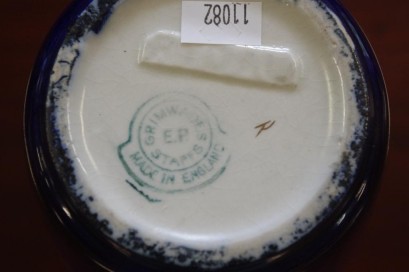 11082
GRIMWADES
E.P.
STAFFS
MADE IN ENGLAND